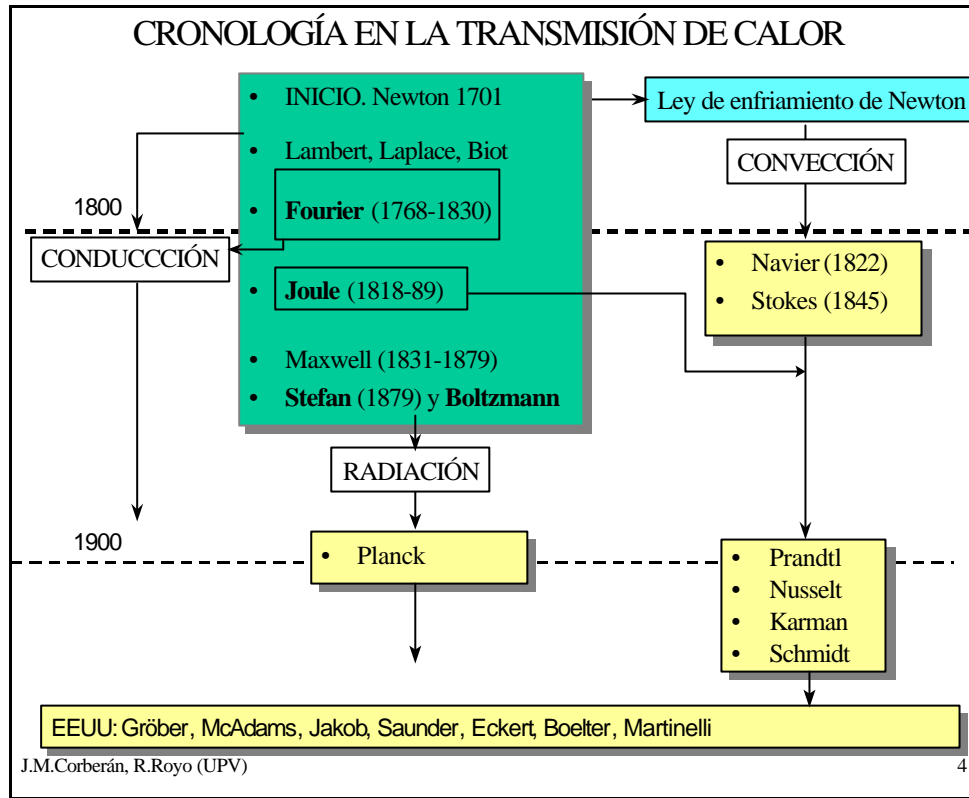 CRONOLOGÍA EN LA TRANSMISIÓN DE CALOR
• INICIO. Newton 1701
Ley de enfriamiento de Newton
• Lambert, Laplace, Biot
CONVECCIÓN
1800
• Fourier (1768-1830)
CONDUCCCIÓN
• Navier (1822)
• Stokes (1845)
• Joule (1818-89)
• Maxwell (1831-1879)
• Stefan (1879) y Boltzmann
RADIACIÓN
1900
• Planck
• Prandtl
• Nusselt
• Karman
• Schmidt
EEUU: Gröber, McAdams, Jakob, Saunder, Eckert, Boelter, Martinelli
J.M.Corberán, R.Royo (UPV)
4